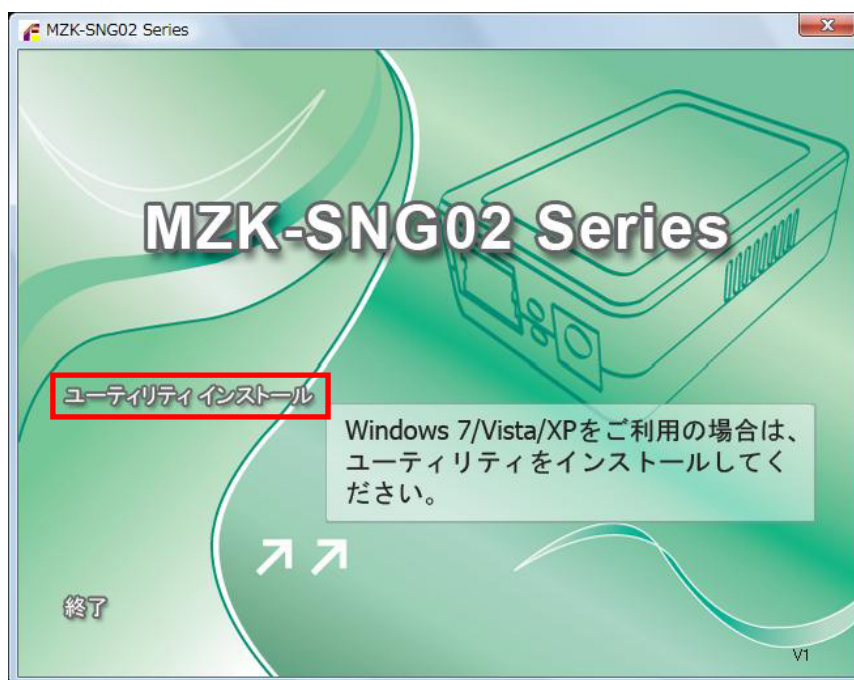 MZK-SNG02 Series
MZK-SNG02 Series
ユーティリティ インストール
Windows 7/Vista/XPをご利用の場合は、
ユーティリティをインストールしてく
ださい。
終了
V1